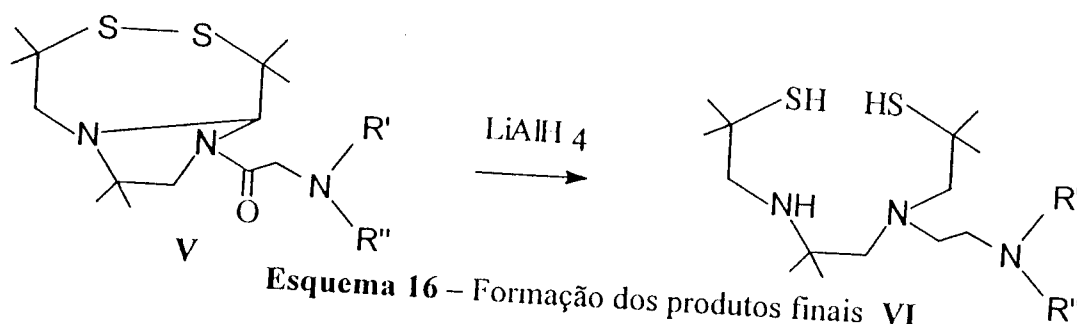 S S
SH HS
N N R'
N
O R"
LiAlH 4
NH N N R
R'
V
Esquema 16 – Formação dos produtos finais VI